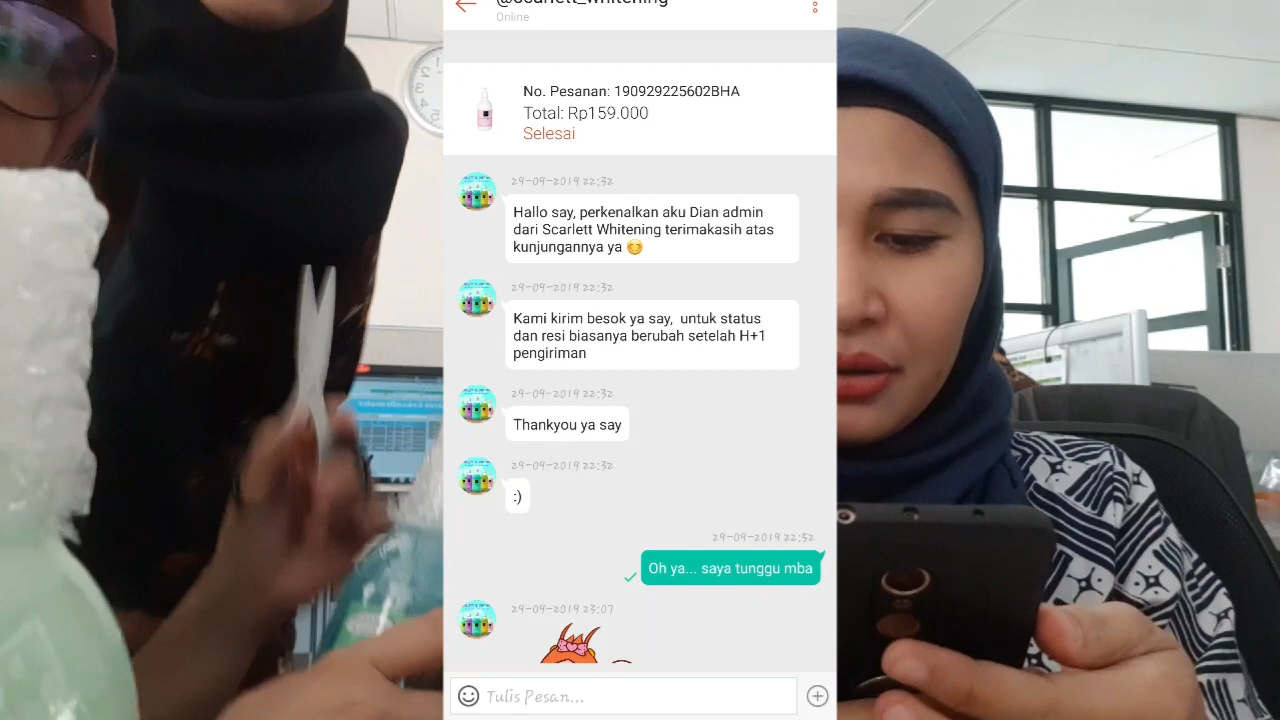 @scarlett_whitening
Online
No. Pesanan: 190929225602BHA
Total: Rp159.000
Selesai
29-09-2019 22:32
Hallo say, perkenalkan aku Dian admin
dari Scarlett Whitening terimakasih atas
kunjungannya ya 😊
29-09-2019 22:32
Kami kirim besok ya say, untuk status
dan resi biasanya berubah setelah H+1
pengiriman
29-09-2019 22:32
Thankyou ya say
29-09-2019 22:32
:)
29-09-2019 22:52
Oh ya... saya tunggu mba
29-09-2019 23:07
Tulis Pesan...